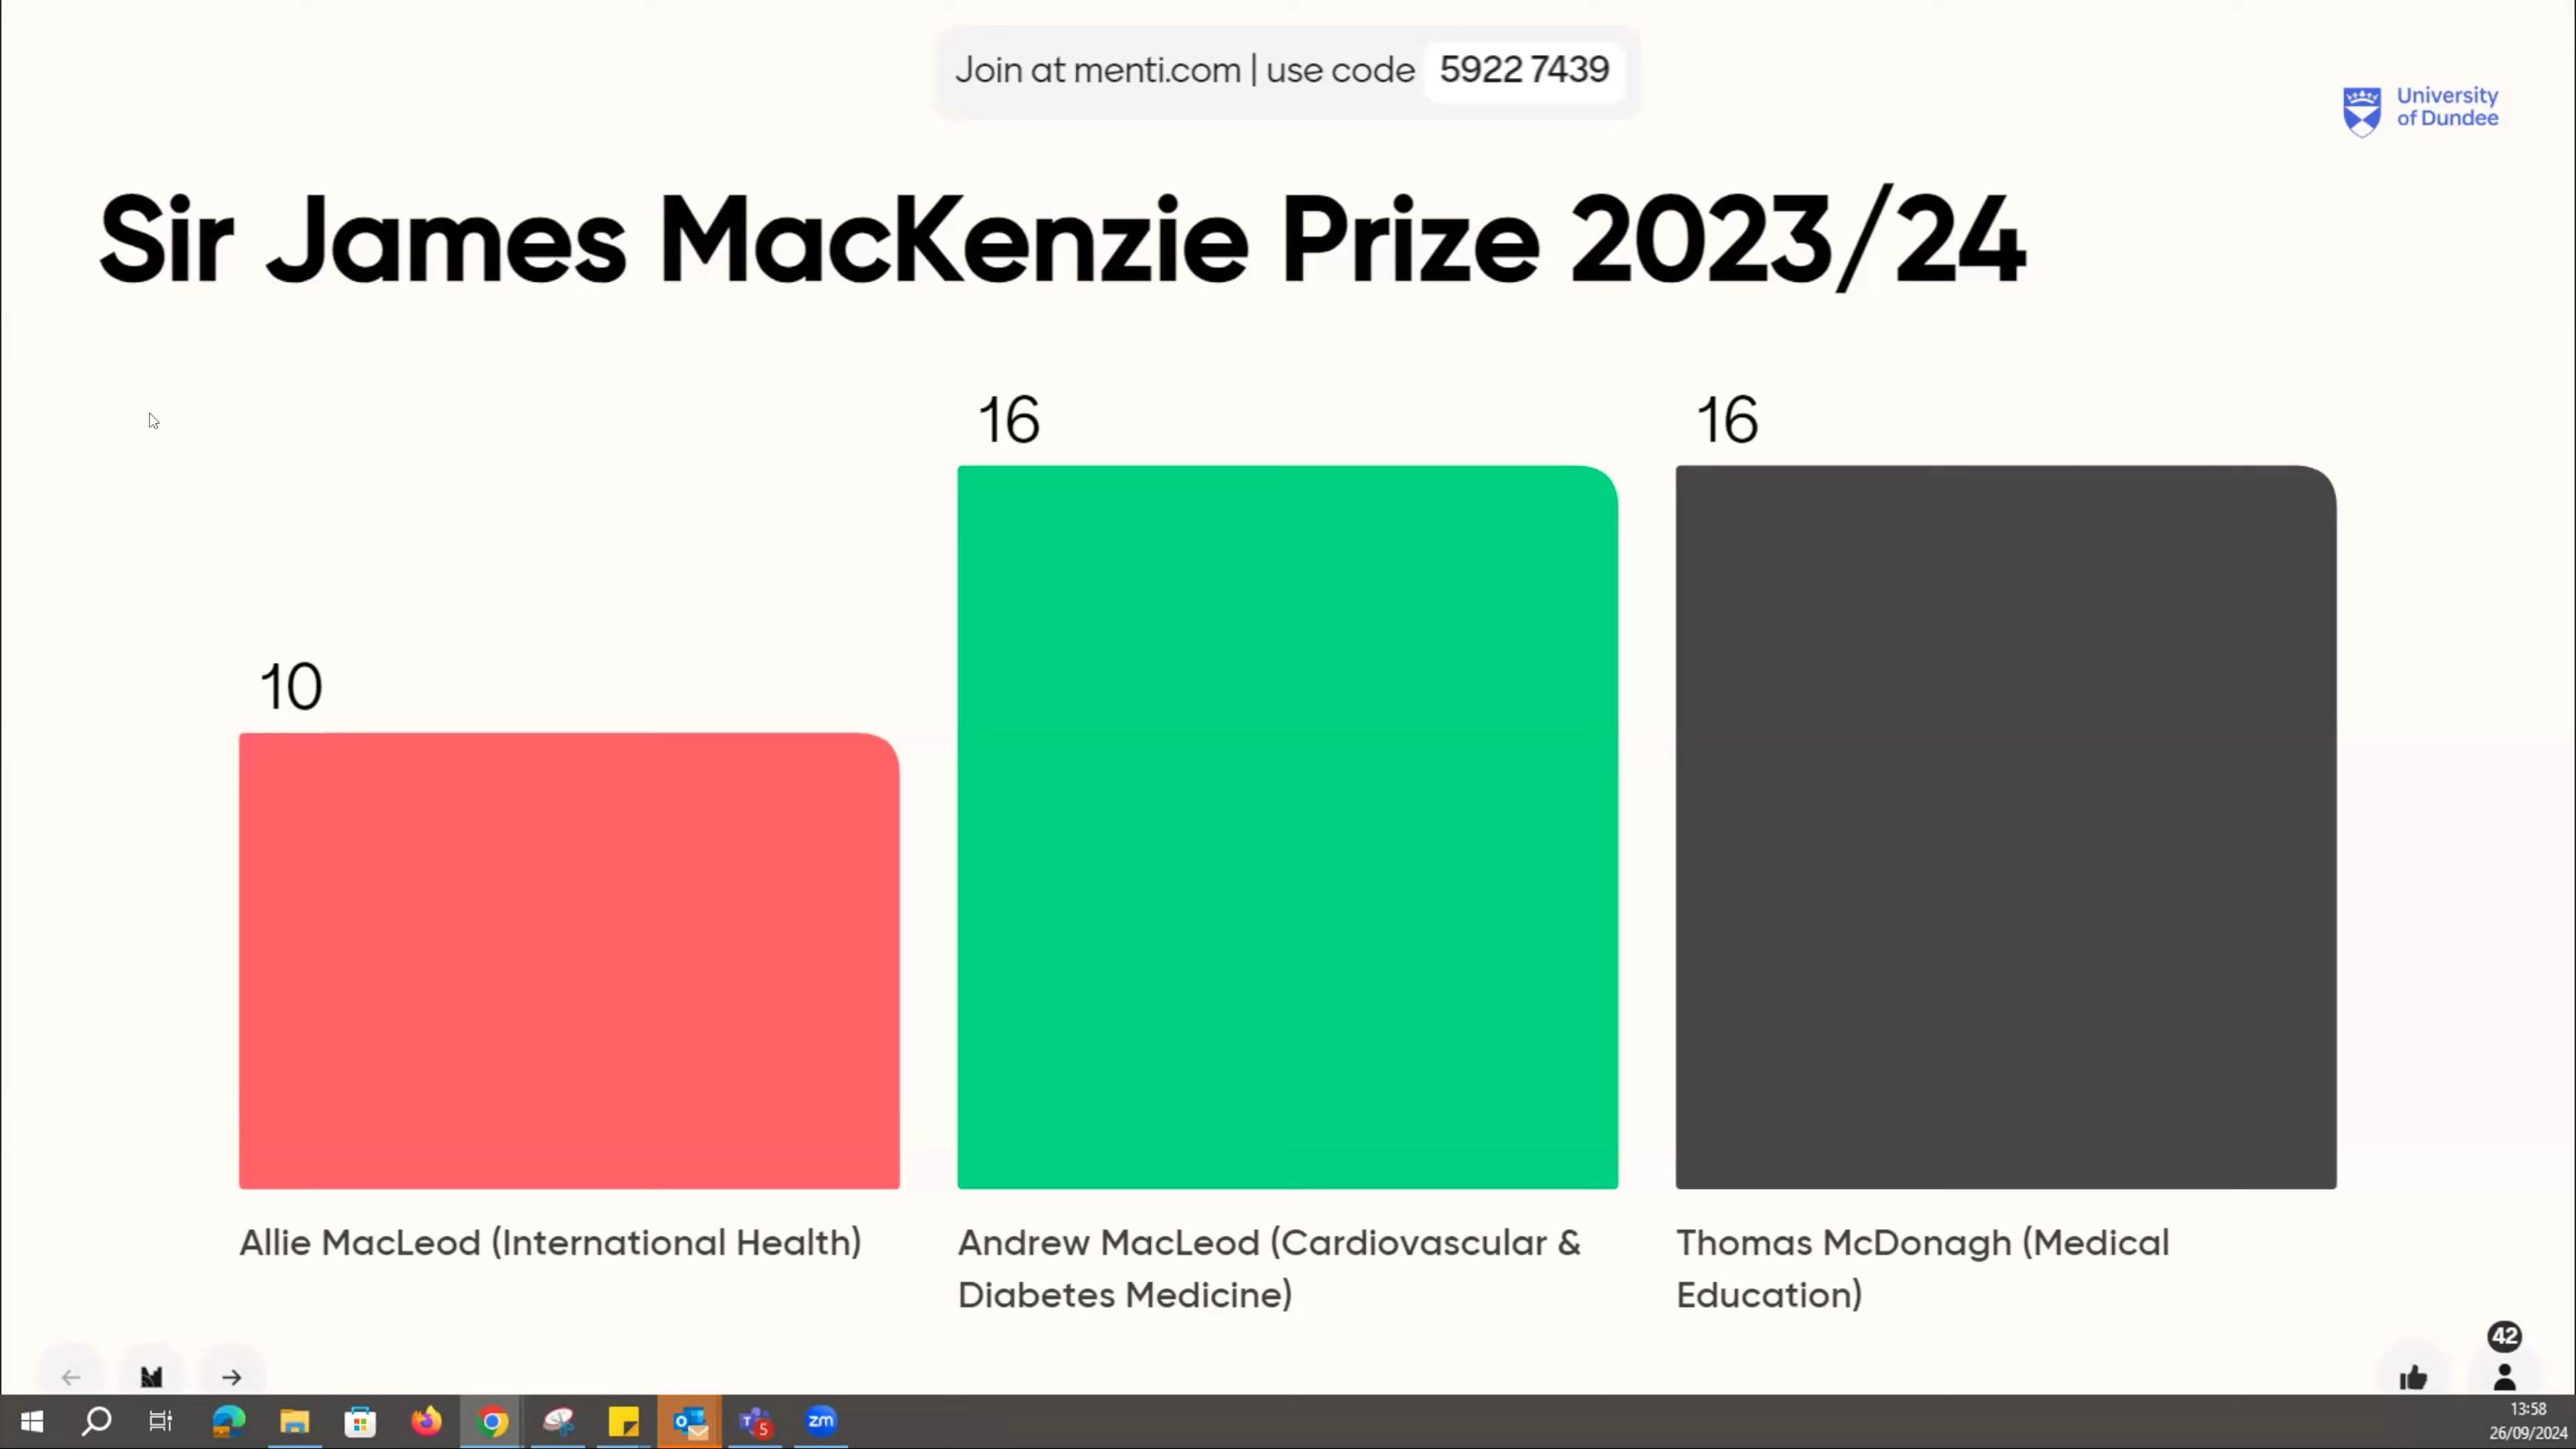 Join at menti.com | use code 5922 7439
University
of Dundee
Sir James MacKenzie Prize 2023/24
10
16
16
Allie MacLeod (International Health)
Andrew MacLeod (Cardiovascular &
Diabetes Medicine)
Thomas McDonagh (Medical
Education)
42
zm
13:58
26/09/2024